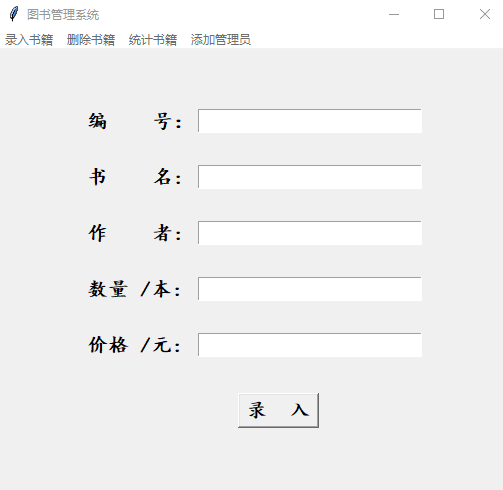 图书管理系统
录入书籍 删除书籍 统计书籍 添加管理员
编 号:
书 名:
作 者:
数量 /本:
价格 /元:
录 入